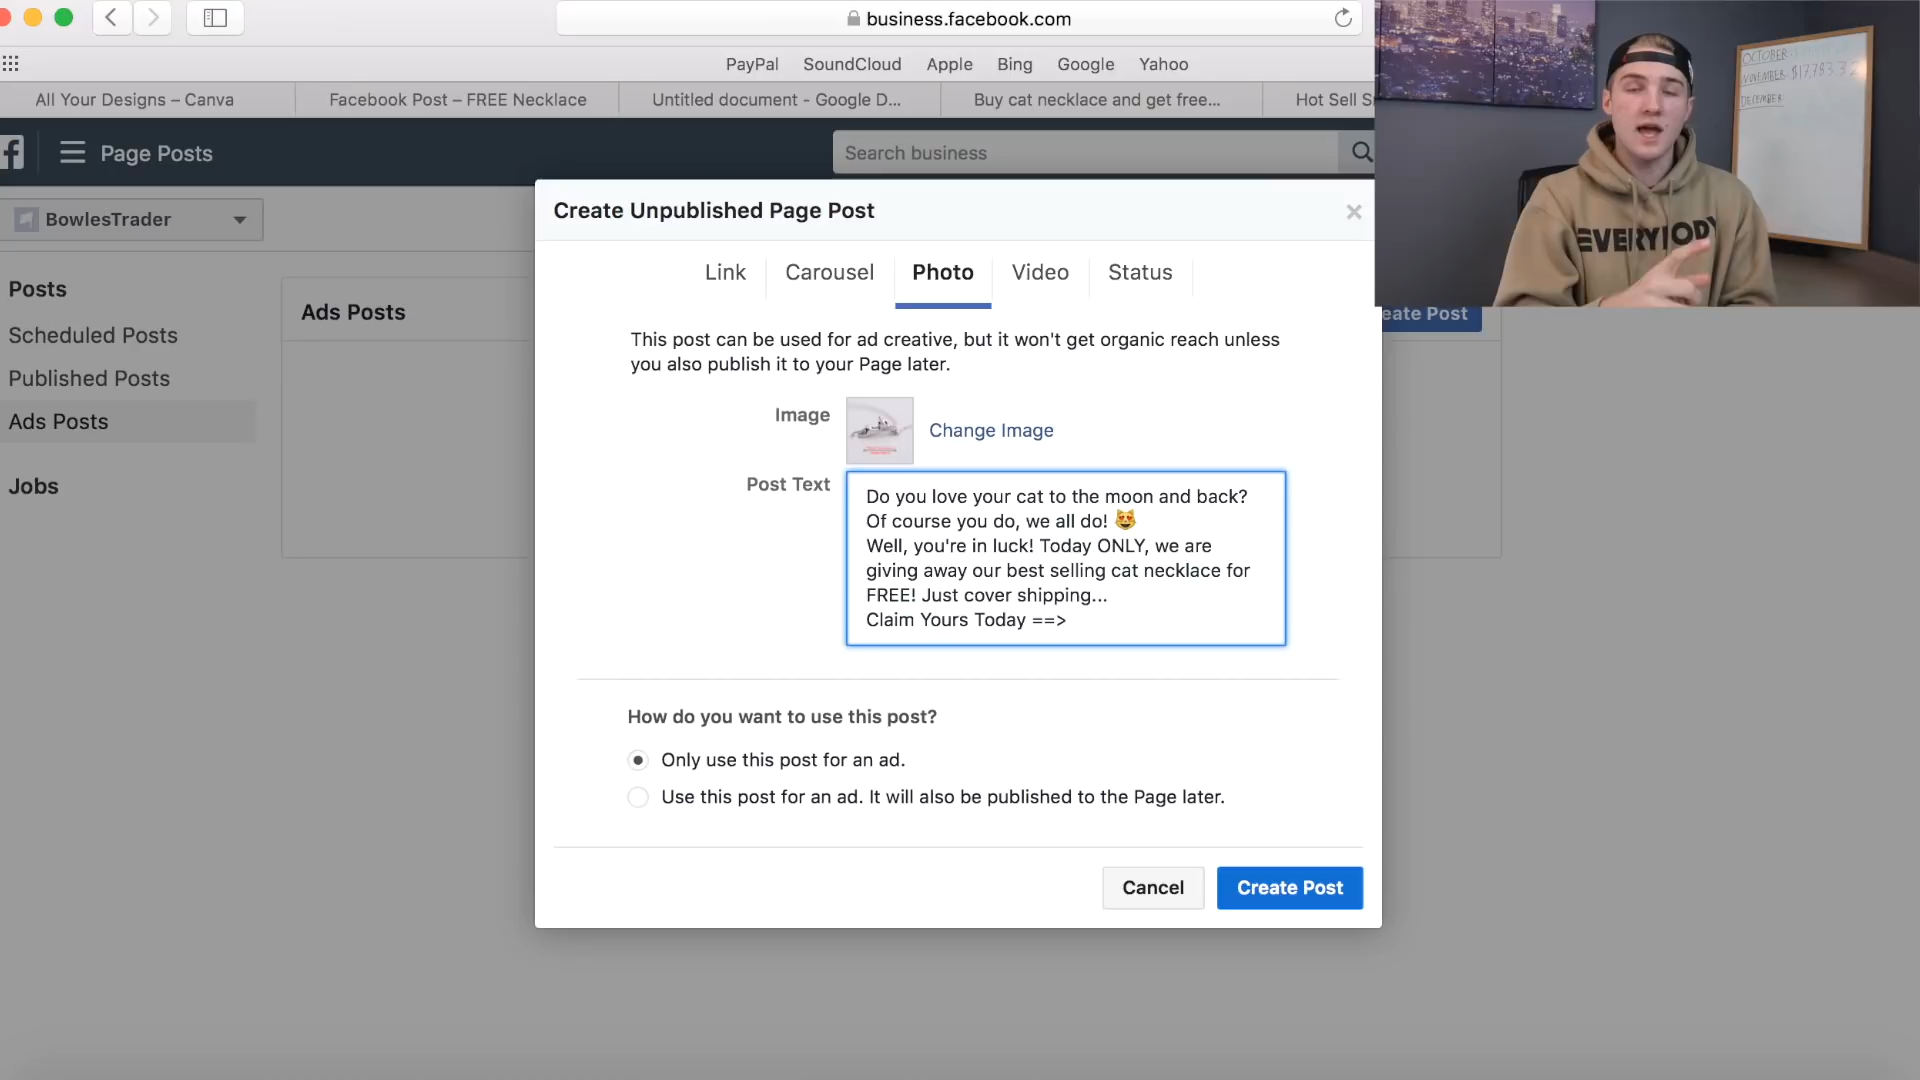 business.facebook.com
PayPal SoundCloud Apple Bing Google Yahoo
All Your Designs – Canva
Facebook Post – FREE Necklace
Untitled document - Google D...
Buy cat necklace and get free...
Hot Sell S
Page Posts
Search business
BowlesTrader
Posts
Scheduled Posts
Published Posts
Ads Posts
Jobs
Ads Posts
eate Post
Create Unpublished Page Post
Link
Carousel
Photo
Video
Status
This post can be used for ad creative, but it won't get organic reach unless
you also publish it to your Page later.
Image
Change Image
Post Text
Do you love your cat to the moon and back?
Of course you do, we all do! 😻
Well, you're in luck! Today ONLY, we are
giving away our best selling cat necklace for
FREE! Just cover shipping...
Claim Yours Today ==>
How do you want to use this post?
Only use this post for an ad.
Use this post for an ad. It will also be published to the Page later.
Cancel
Create Post
OCTOBER:
NOVEMBER: $17,783.3
DECEMBER: